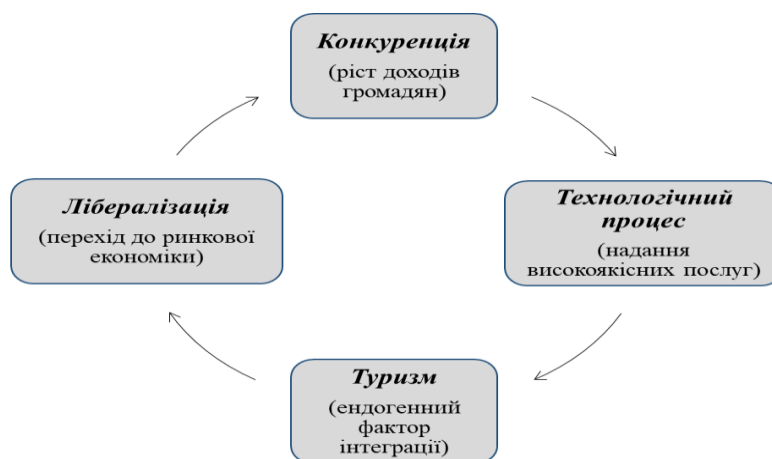 Конкуренція
(ріст доходів
громадян)
Лібералізація
(перехід до ринкової
економіки)
Технологічний
процес
(надання
високоякісних послуг)
Туризм
(ендогенний
фактор
інтеграції)